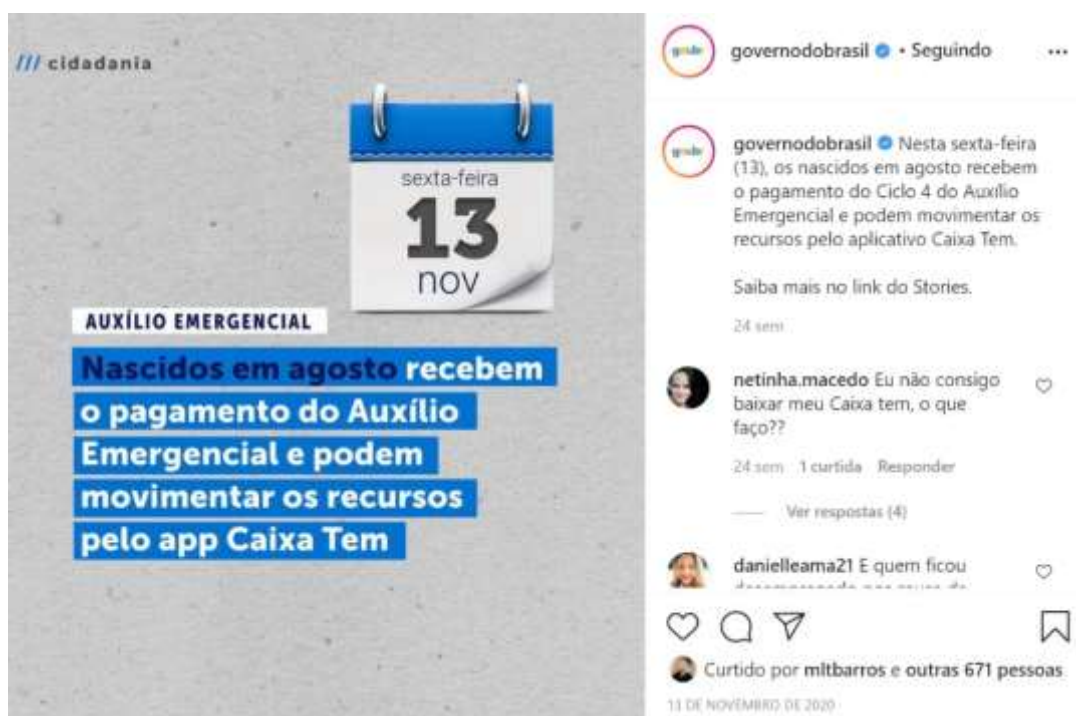 /// cidadania
sexta-feira
13
nov
AUXÍLIO EMERGENCIAL
Nascidos em agosto recebem
o pagamento do Auxílio
Emergencial e podem
movimentar os recursos
pelo app Caixa Tem
governodobrasil • Seguindo
governodobrasil Nesta sexta-feira
(13), os nascidos em agosto recebem
o pagamento do Ciclo 4 do Auxílio
Emergencial e podem movimentar os
recursos pelo aplicativo Caixa Tem.
Saiba mais no link do Stories.
24 sem
netinha.macedo Eu não consigo
baixar meu Caixa tem, o que
faço??
24 sem 1 curtida Responder
Ver respostas (4)
danielleama21 E quem ficou
Curtido por mltbarros e outras 671 pessoas
13 DE NOVEMBRO DE 2020